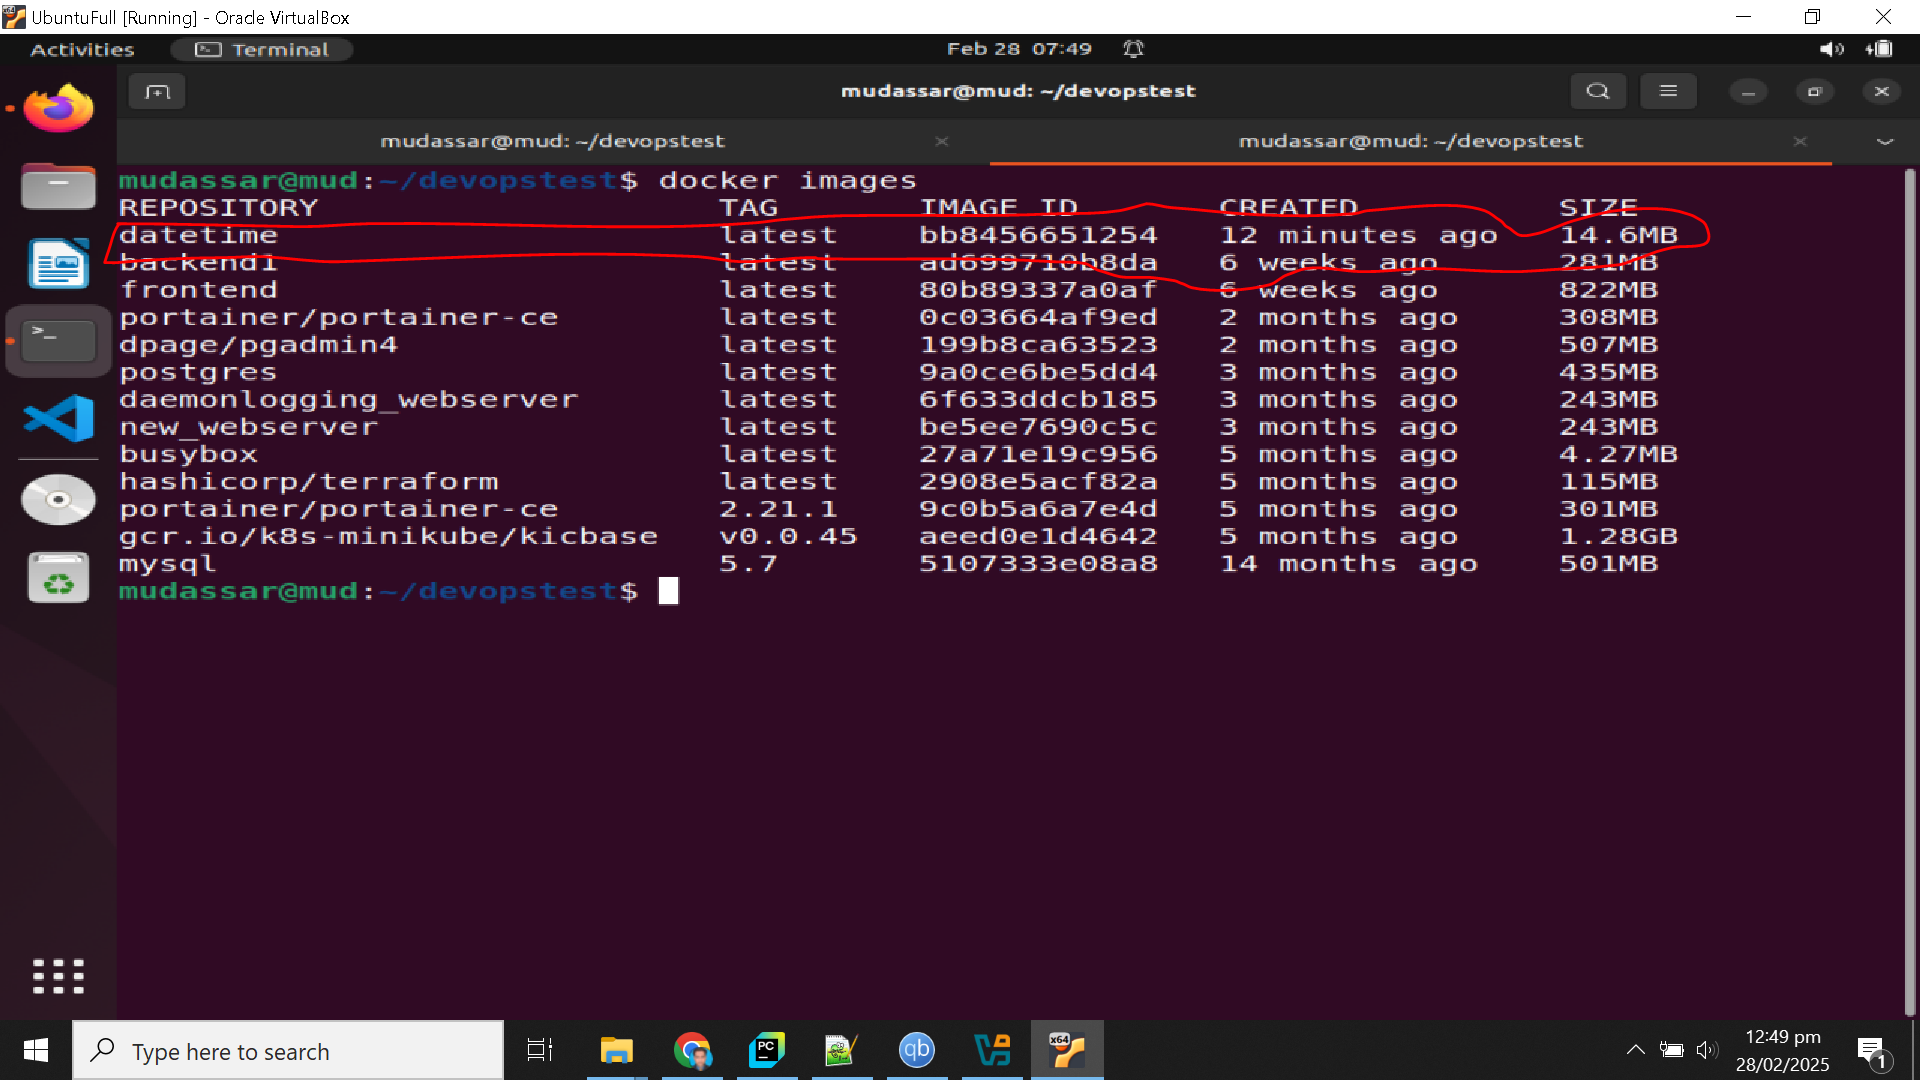 UbuntuFull [Running] - Oracle VirtualBox
Activities Terminal Feb 28 07:49
mudassar@mud: ~/devopstest
mudassar@mud: ~/devopstest mudassar@mud: ~/devopstest
mudassar@mud:~/devopstest$ docker images
REPOSITORY TAG IMAGE ID CREATED SIZE
datetime latest bb8456651254 12 minutes ago 14.6MB
backend1 latest ad699710b8da 6 weeks ago 281MB
frontend latest 80b89337a0af 6 weeks ago 822MB
portainer/portainer-ce latest 0c03664af9ed 2 months ago 308MB
dpage/pgadmin4 latest 199b8ca63523 2 months ago 507MB
postgres latest 9a0ce6be5dd4 3 months ago 435MB
daemonlogging_webserver latest 6f633ddcb185 3 months ago 243MB
new_webserver latest be5ee7690c5c 3 months ago 243MB
busybox latest 27a71e19c956 5 months ago 4.27MB
hashicorp/terraform latest 2908e5acf82a 5 months ago 115MB
portainer/portainer-ce 2.21.1 9c0b5a6a7e4d 5 months ago 301MB
gcr.io/k8s-minikube/kicbase v0.0.45 aeed0e1d4642 5 months ago 1.28GB
mysql 5.7 5107333e08a8 14 months ago 501MB
mudassar@mud:~/devopstest$
Type here to search
PC
qb
x64
12:49 pm
28/02/2025
1